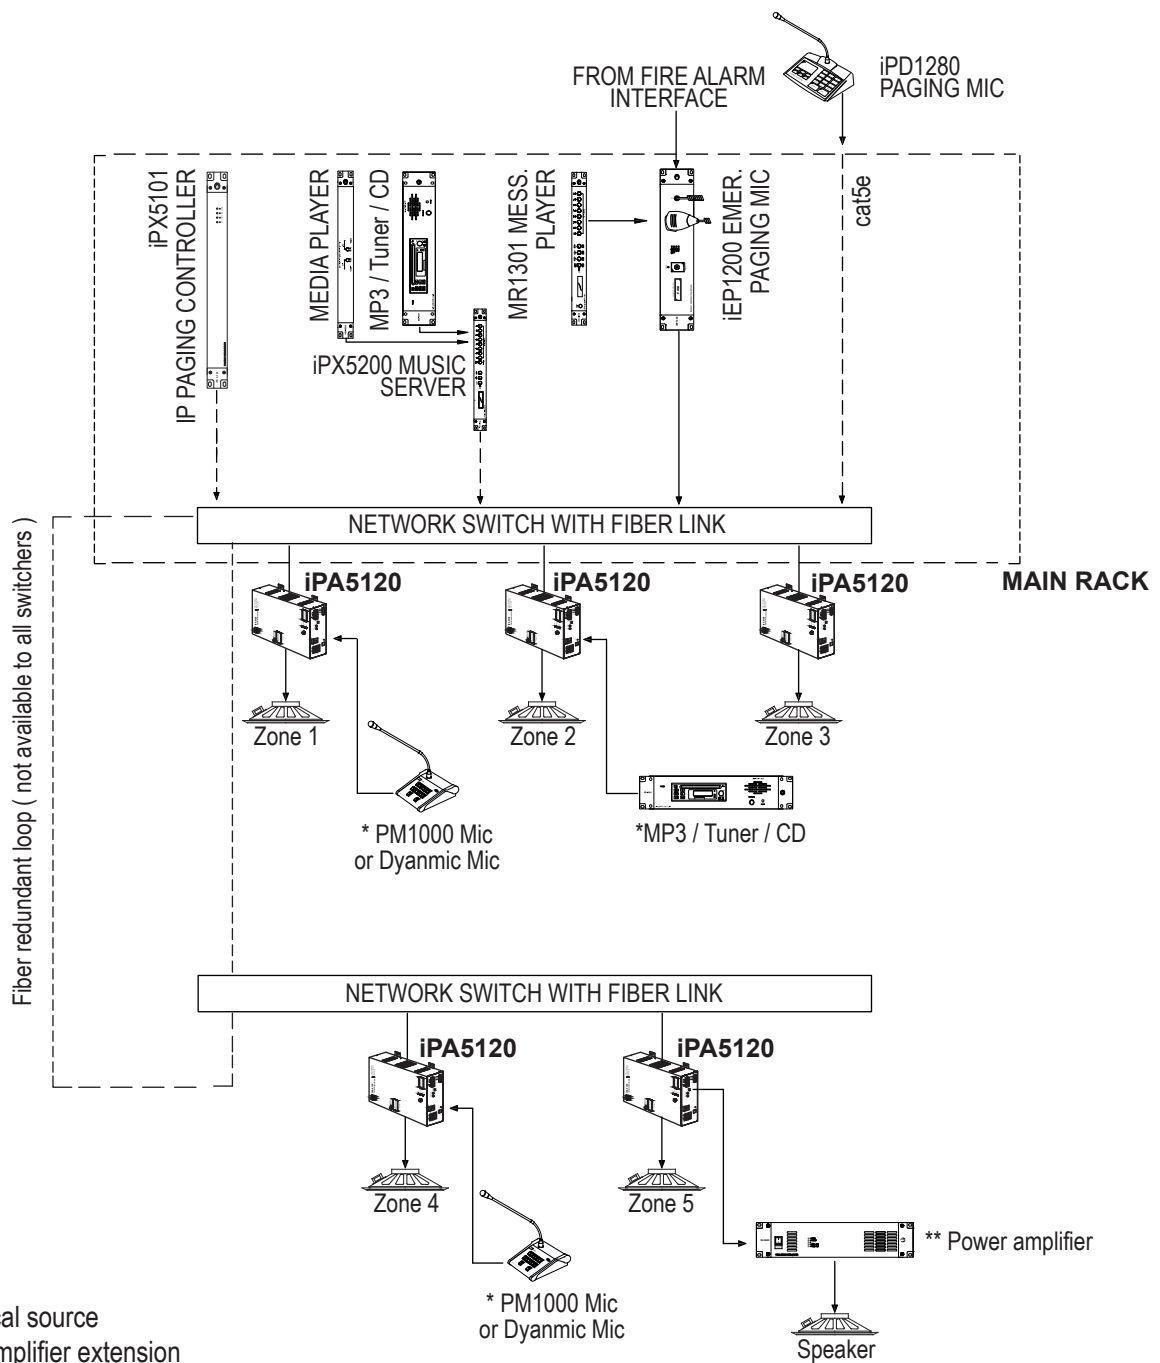 iPD1280
PAGING MIC
FROM FIRE ALARM
INTERFACE
iPX5101
IP PAGING CONTROLLER
MEDIA PLAYER
MP3 / Tuner / CD
MR1301 MESS.
PLAYER
iEP1200 EMER.
PAGING MIC
cat5e
iPX5200 MUSIC
SERVER
NETWORK SWITCH WITH FIBER LINK
MAIN RACK
iPA5120
iPA5120
iPA5120
Zone 1
Zone 2
Zone 3
* PM1000 Mic
or Dyanmic Mic
*MP3 / Tuner / CD
Fiber redundant loop ( not available to all switchers )
NETWORK SWITCH WITH FIBER LINK
iPA5120
iPA5120
Zone 4
Zone 5
* PM1000 Mic
or Dyanmic Mic
** Power amplifier
Speaker
cal source
mplifier extension